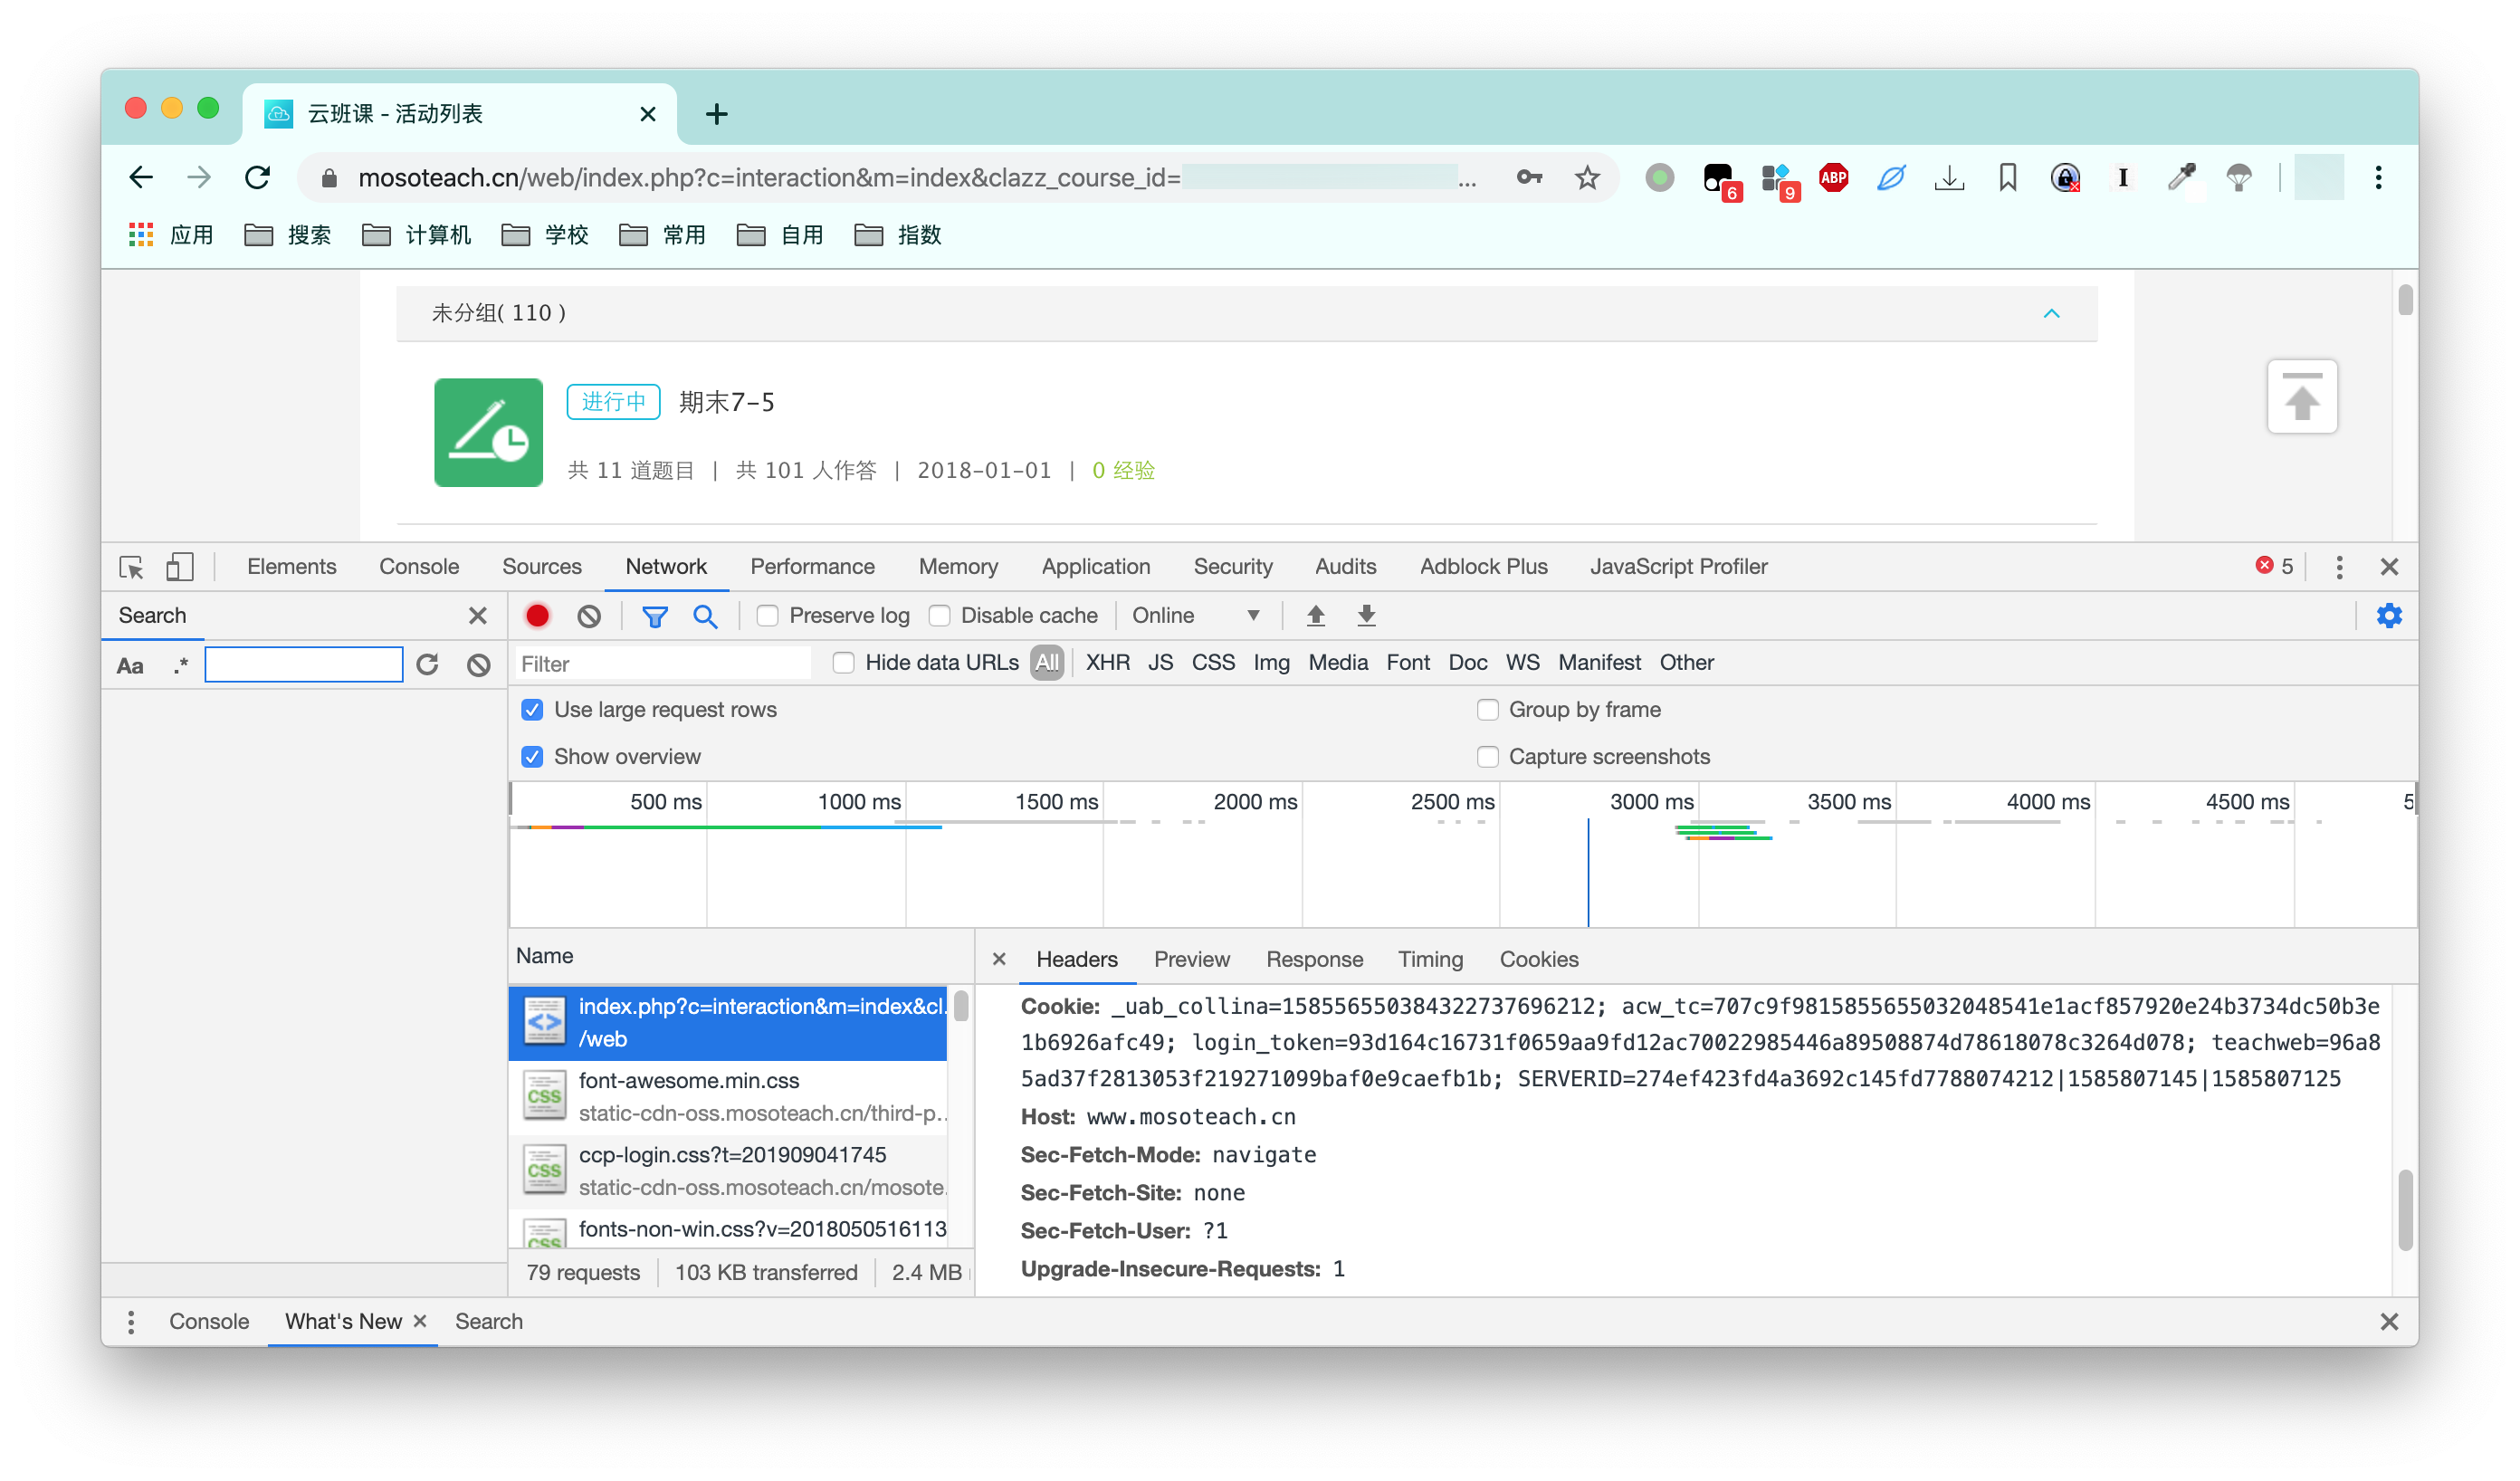 云班课 - 活动列表
mosoteach.cn/web/index.php?c=interaction&m=index&clazz_course_id= ...
6
9
ABP
I
应用 搜索 计算机 学校 常用 自用 指数
未分组( 110 )
进行中 期末7-5
共 11 道题目 | 共 101 人作答 | 2018-01-01 | 0 经验
Elements Console Sources Network Performance Memory Application Security Audits Adblock Plus JavaScript Profiler 5
Search Preserve log Disable cache Online
Aa .* Filter Hide data URLs All XHR JS CSS Img Media Font Doc WS Manifest Other
Use large request rows Group by frame
Show overview Capture screenshots
500 ms 1000 ms 1500 ms 2000 ms 2500 ms 3000 ms 3500 ms 4000 ms 4500 ms 5
Name
index.php?c=interaction&m=index&cl.
/web
font-awesome.min.css
static-cdn-oss.mosoteach.cn/third-p..
ccp-login.css?t=201909041745
static-cdn-oss.mosoteach.cn/mosote.
fonts-non-win.css?v=2018050516113
79 requests 103 KB transferred 2.4 MB
Headers Preview Response Timing Cookies
Cookie: _uab_collina=158556550384322737696212; acw_tc=707c9f9815855655032048541e1acf857920e24b3734dc50b3e
1b6926afc49; login_token=93d164c16731f0659aa9fd12ac70022985446a89508874d78618078c3264d078; teachweb=96a8
5ad37f2813053f219271099baf0e9caefb1b; SERVERID=274ef423fd4a3692c145fd7788074212|1585807145|1585807125
Host: www.mosoteach.cn
Sec-Fetch-Mode: navigate
Sec-Fetch-Site: none
Sec-Fetch-User: ?1
Upgrade-Insecure-Requests: 1
Console What's New Search